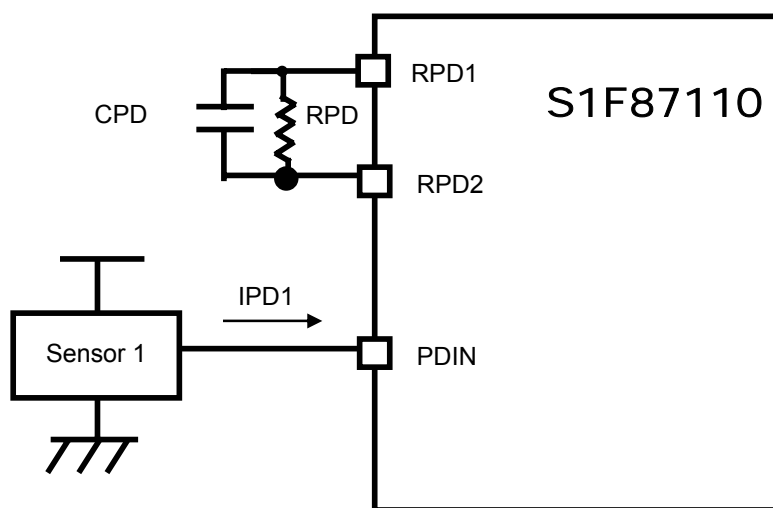 RPD1
S1F87110
CPD
RPD
RPD2
IPD1
Sensor 1
PDIN